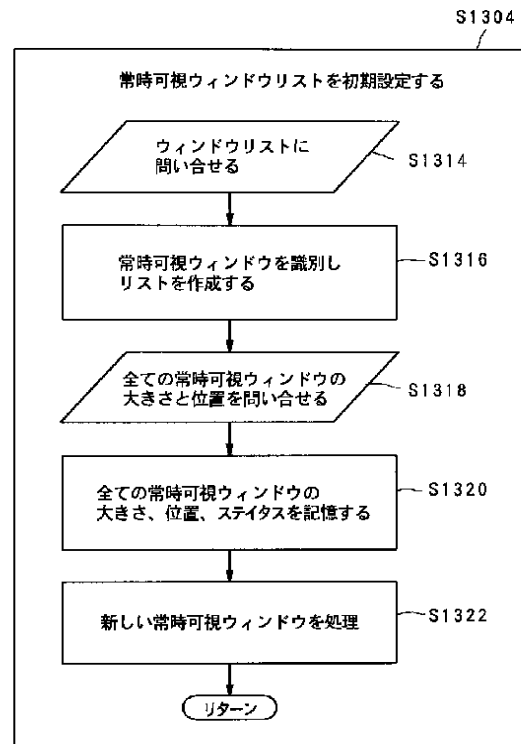 S1304
常時可視ウィンドウリストを初期設定する
ウィンドウリストに
問い合せる
S1314
常時可視ウィンドウを識別し
リストを作成する
S1316
全ての常時可視ウィンドウの
大きさと位置を問い合せる
S1318
全ての常時可視ウィンドウの
大きさ、位置、ステイタスを記憶する
S1320
新しい常時可視ウィンドウを処理
S1322
リターン